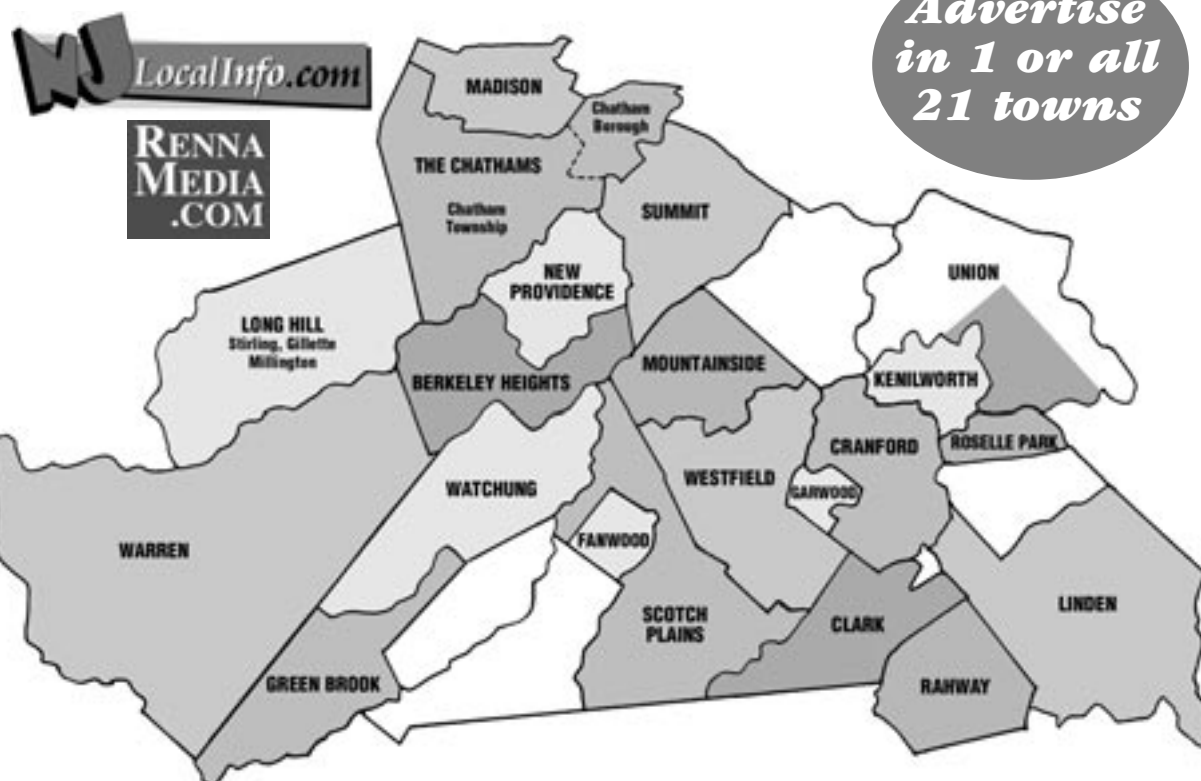 NJ LocalInfo.com
RENNA
MEDIA
.COM
Advertise
in 1 or all
21 towns
MADISON
Chatham
Borough
THE CHATHAMS
Chatham
Township
SUMMIT
NEW
PROVIDENCE
UNION
LONG HILL
Stirling, Gillette
Millington
BERKELEY HEIGHTS
MOUNTAINSIDE
KENILWORTH
CRANFORD
ROSELLE PARK
WESTFIELD
GARWOOD
WATCHUNG
WARREN
FANWOOD
LINDEN
SCOTCH
PLAINS
CLARK
GREEN BROOK
RAHWAY